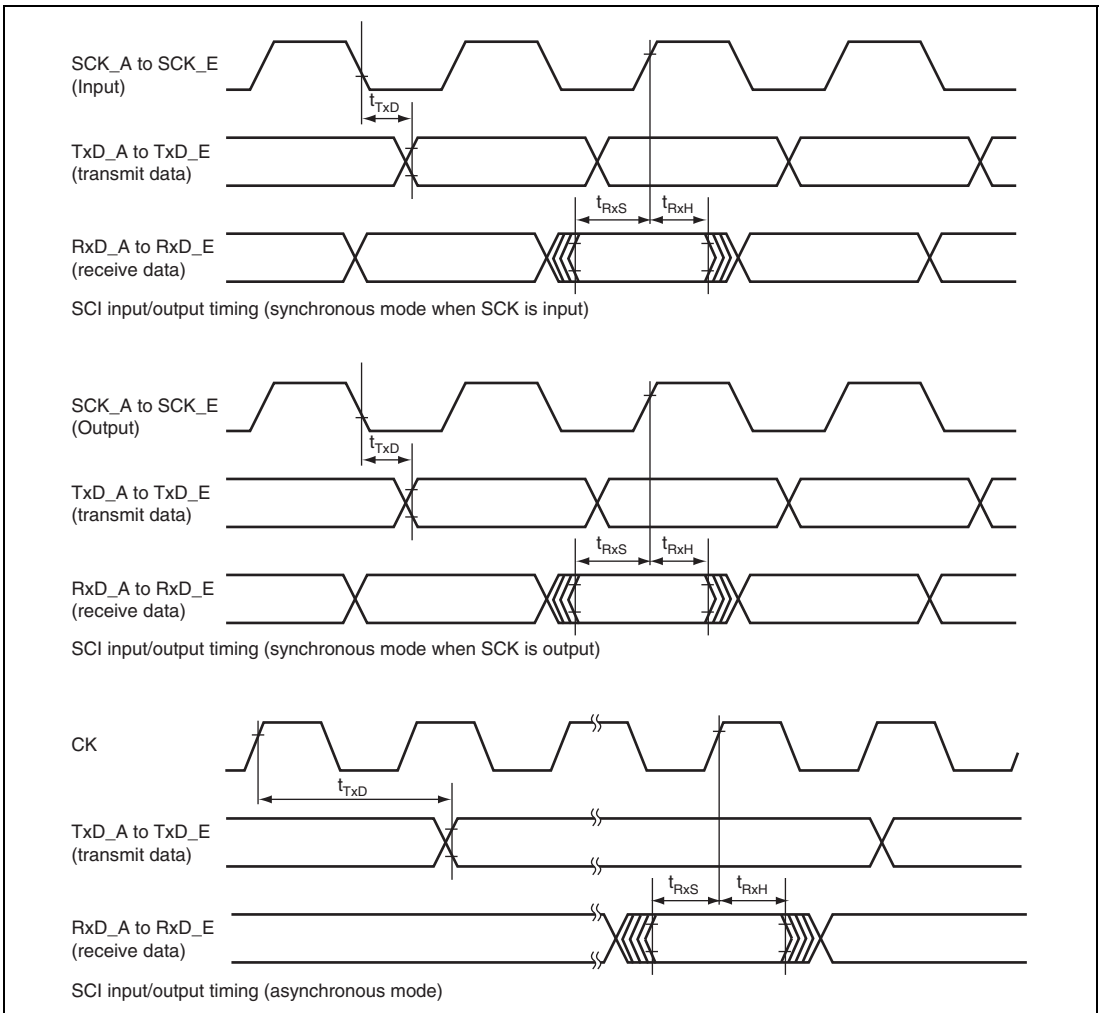 SCK_A to SCK_E
(Input)
tTxD
TxD_A to TxD_E
(transmit data)
tRxS tRxH
RxD_A to RxD_E
(receive data)
SCI input/output timing (synchronous mode when SCK is input)
SCK_A to SCK_E
(Output)
tTxD
TxD_A to TxD_E
(transmit data)
tRxS tRxH
RxD_A to RxD_E
(receive data)
SCI input/output timing (synchronous mode when SCK is output)
CK
tTxD
TxD_A to TxD_E
(transmit data)
tRxS tRxH
RxD_A to RxD_E
(receive data)
SCI input/output timing (asynchronous mode)